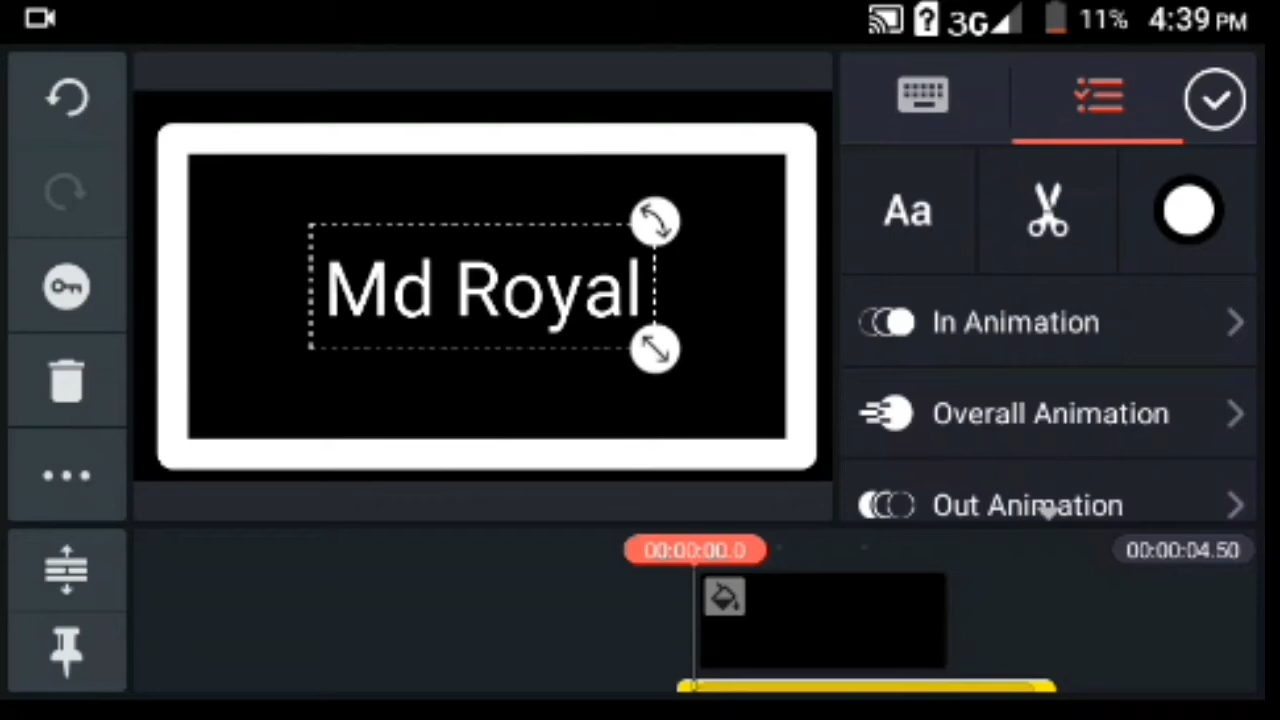 3G 11% 4:39 PM
Md Royal
Aa
In Animation
Overall Animation
Out Animation
00:00:00.0
00:00:04.50